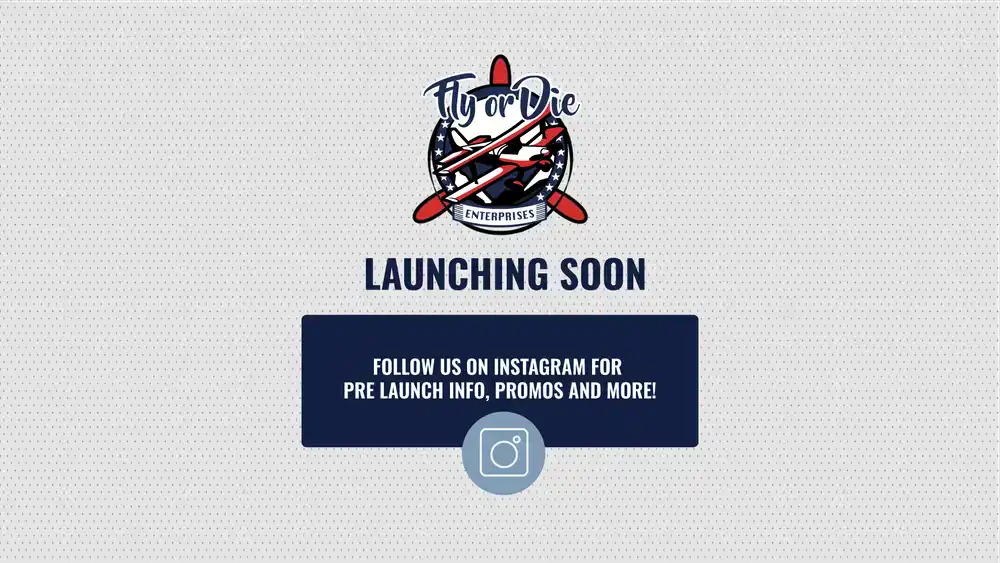 Fly or Die
ENTERPRISES
LAUNCHING SOON
FOLLOW US ON INSTAGRAM FOR
PRE LAUNCH INFO, PROMOS AND MORE!